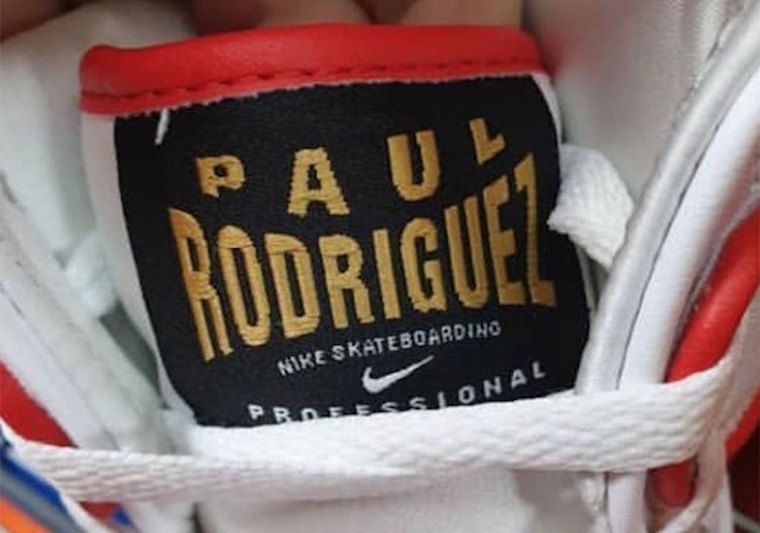 PAUL
RODRIGUEZ
NIKE SKATEBOARDING
PROFESSIONAL